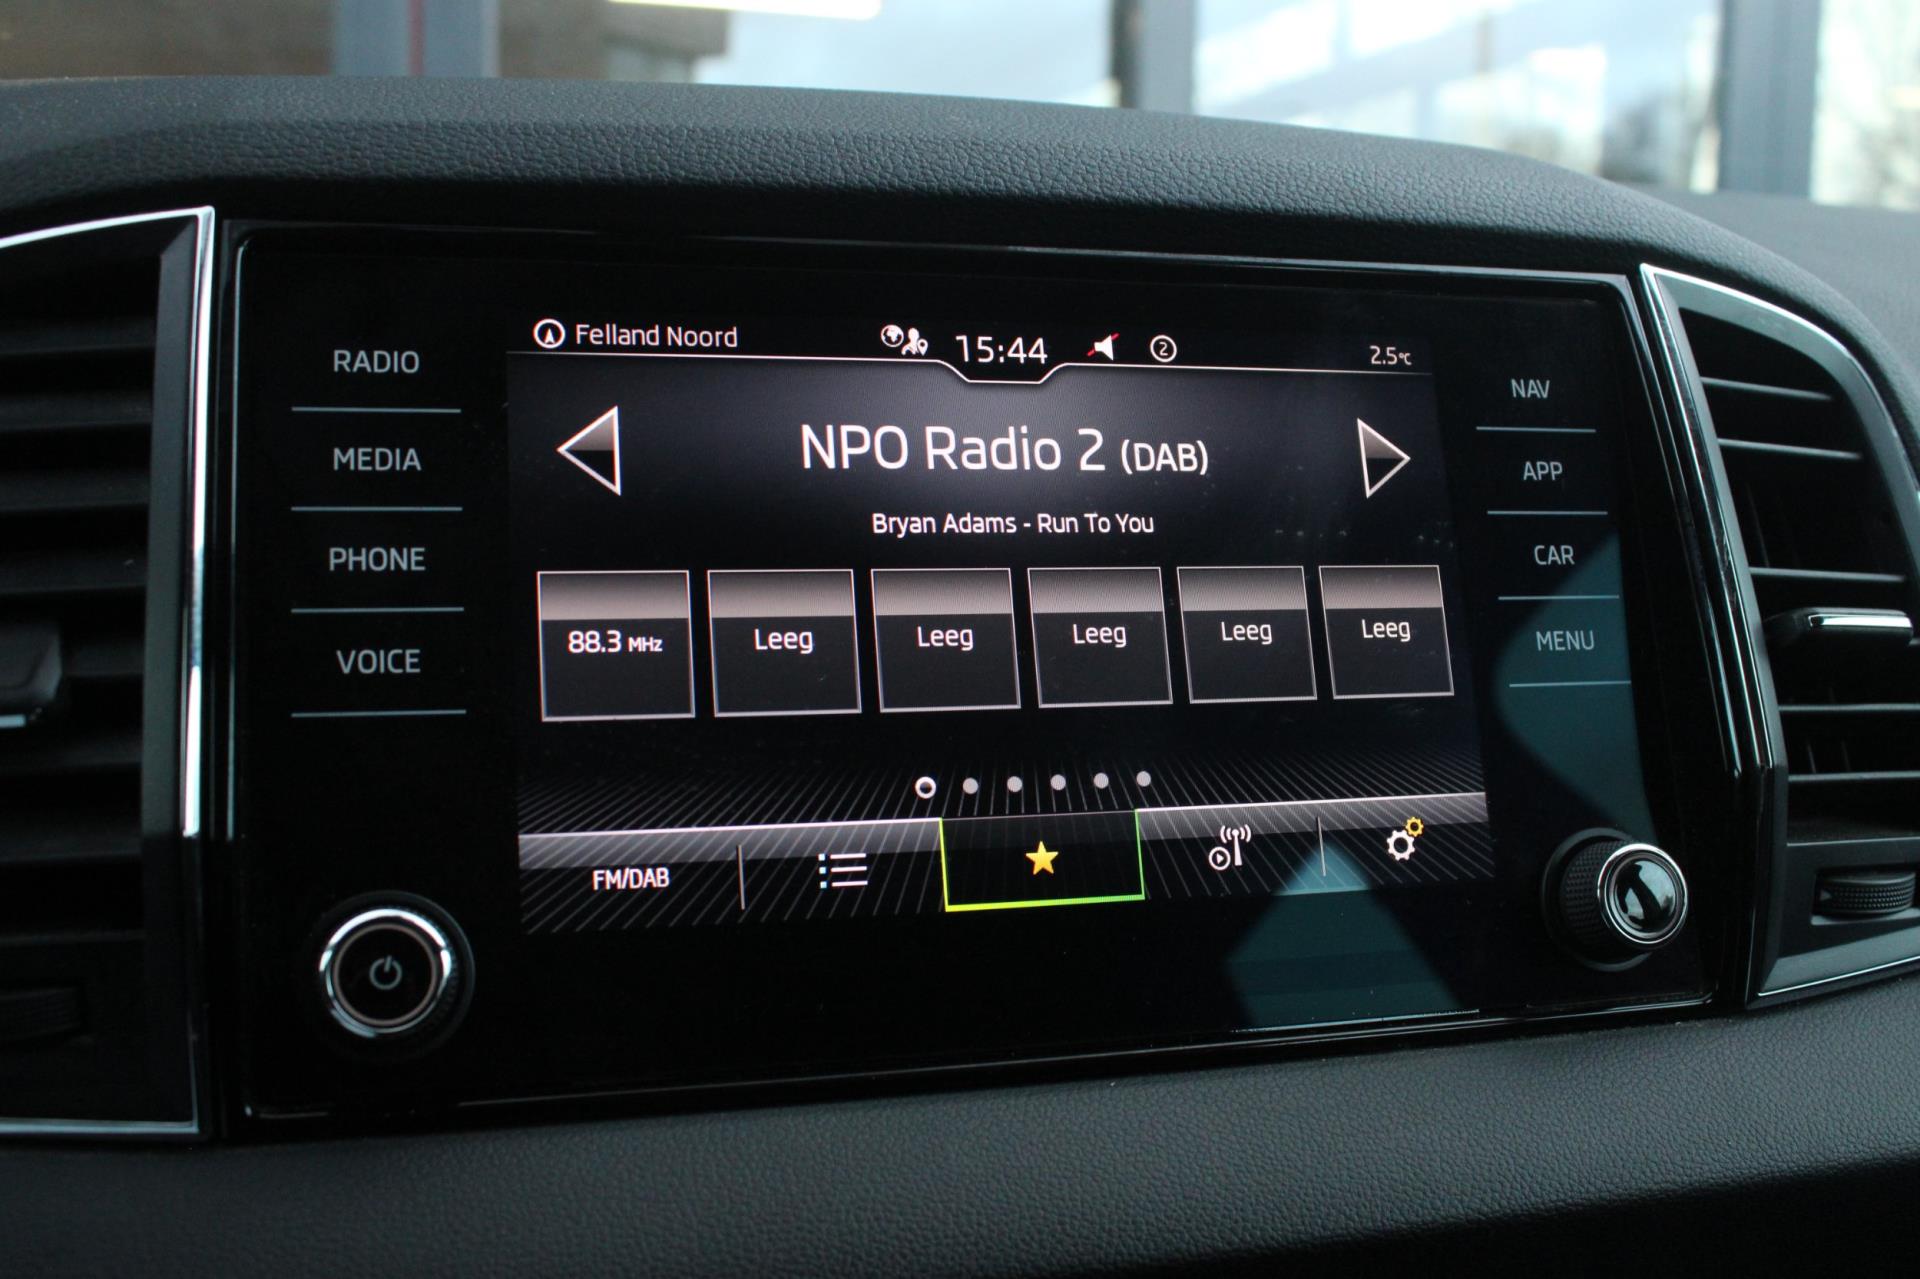 Felland Noord
15:44
2
2.5°C
RADIO
MEDIA
PHONE
VOICE
NPO Radio 2 (DAB)
Bryan Adams - Run To You
88.3 MHz
Leeg
Leeg
Leeg
Leeg
Leeg
FM/DAB
NAV
APP
CAR
MENU